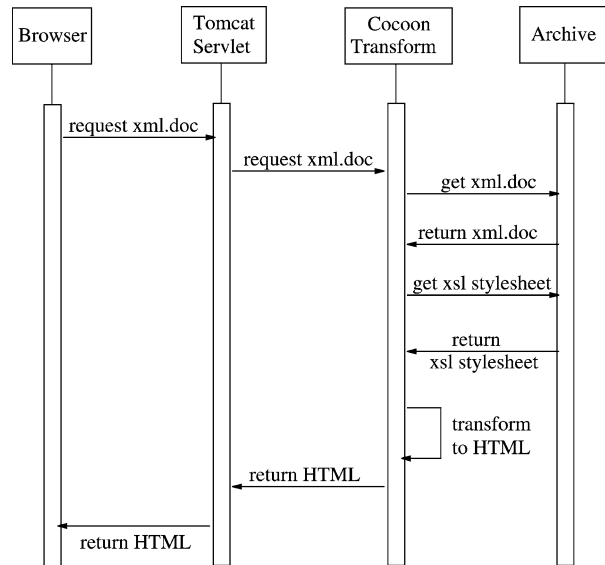 Browser
Tomcat
Servlet
Cocoon
Transform
Archive
request xml.doc
request xml.doc
get xml.doc
return xml.doc
get xsl stylesheet
return
xsl stylesheet
transform
to HTML
return HTML
return HTML